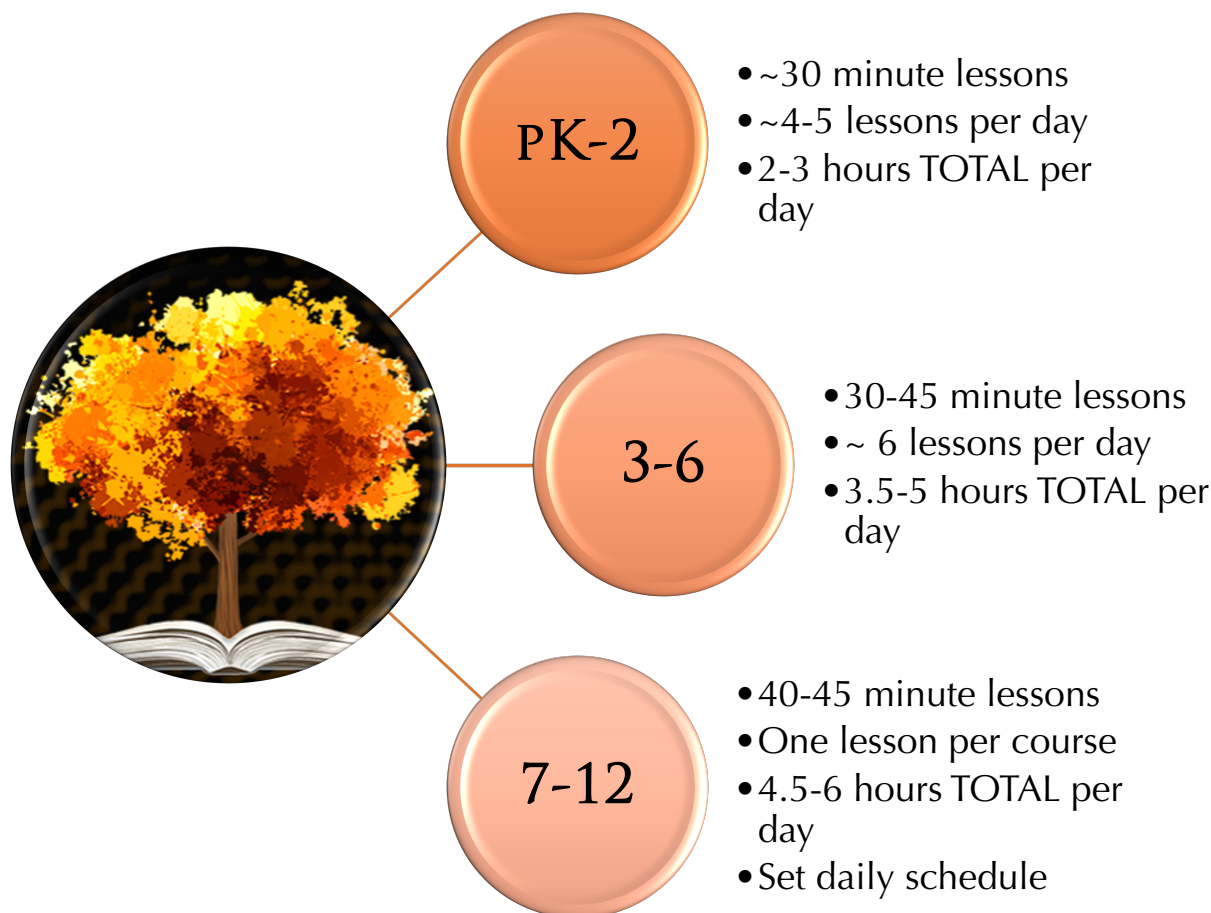 PK-2
•~30 minute lessons
•~4-5 lessons per day
•2-3 hours TOTAL per
day
3-6
•30-45 minute lessons
•~ 6 lessons per day
•3.5-5 hours TOTAL per
day
7-12
•40-45 minute lessons
•One lesson per course
•4.5-6 hours TOTAL per
day
•Set daily schedule